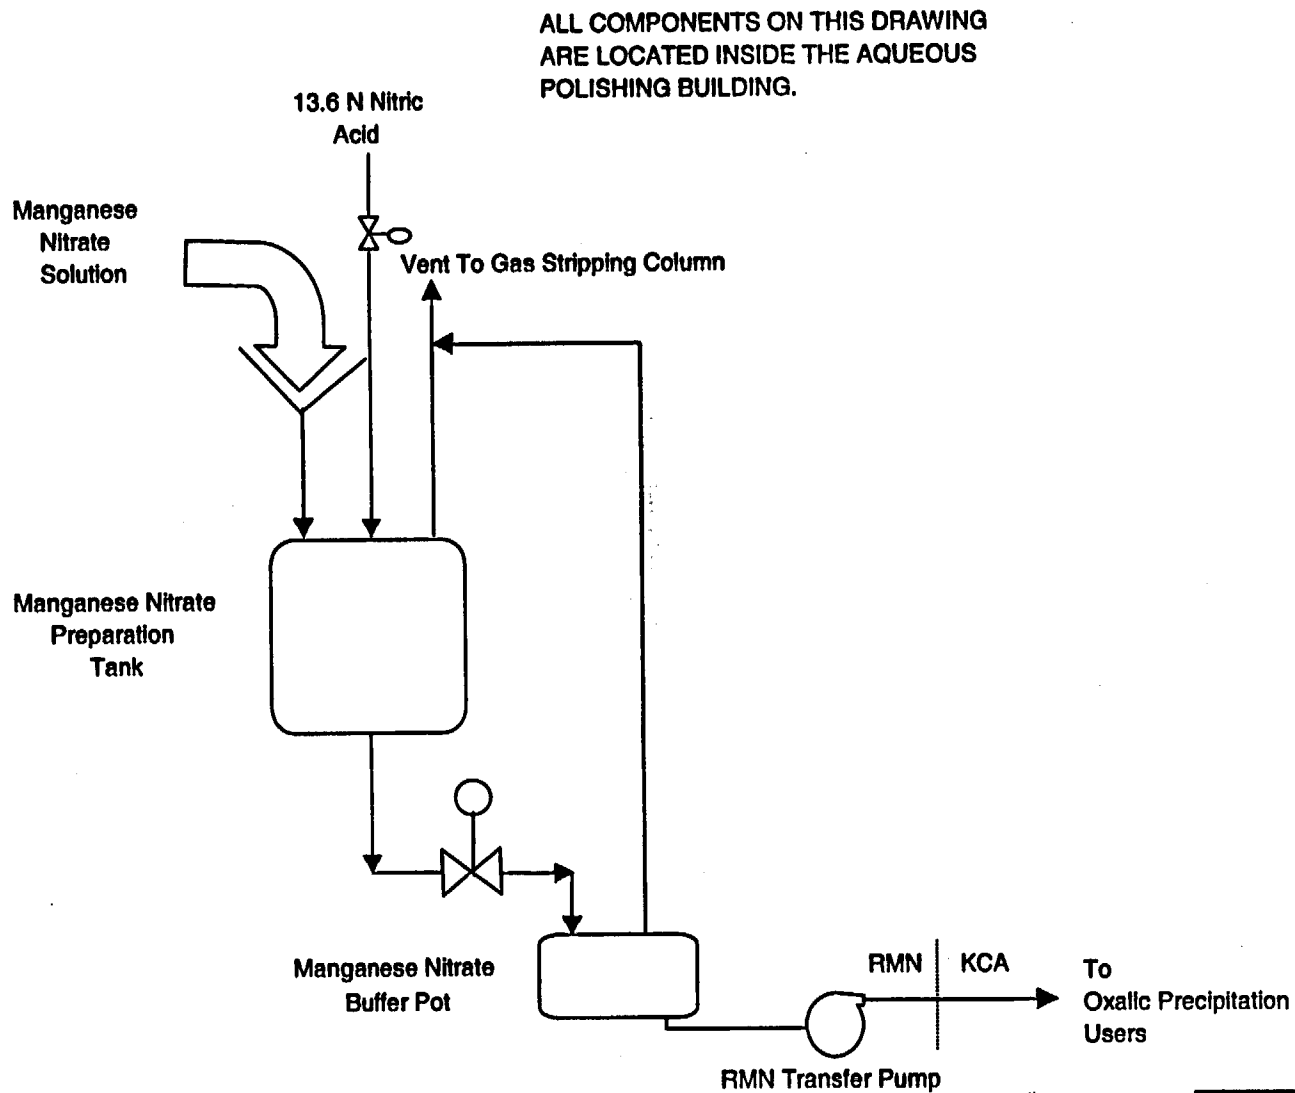 ALL COMPONENTS ON THIS DRAWING
ARE LOCATED INSIDE THE AQUEOUS
POLISHING BUILDING.
13.6 N Nitric
Acid
Manganese
Nitrate
Solution
Vent To Gas Stripping Column
Manganese Nitrate
Preparation
Tank
Manganese Nitrate
Buffer Pot
RMN
KCA
To
Oxalic Precipitation
Users
RMN Transfer Pump